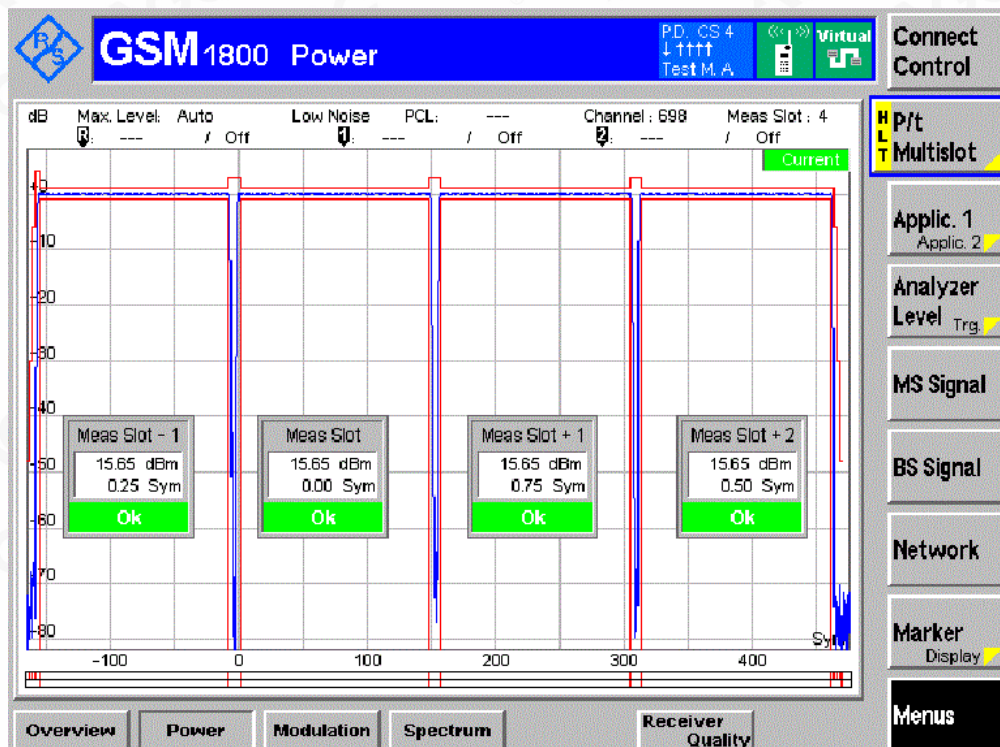 R S
GSM 1800 Power
P.D. CS 4
↓↑↑↑↑
Test M. A.
Virtual
Connect Control
dB Max. Level: Auto Low Noise PCL: --- Channel : 698 Meas Slot : 4
R : --- / Off 1 : --- / Off 2 : --- / Off
Current
HLT
P/t Multislot
+0
-10
-20
-30
-40
-50
-60
-70
-80
Meas Slot - 1
15.65 dBm
0.25 Sym
Ok
Meas Slot
15.65 dBm
0.00 Sym
Ok
Meas Slot + 1
15.65 dBm
0.75 Sym
Ok
Meas Slot + 2
15.65 dBm
0.50 Sym
Ok
Sym
-100 0 100 200 300 400
Applic. 1
Applic. 2
Analyzer
Level Trg.
MS Signal
BS Signal
Network
Marker
Display
Menus
Overview Power Modulation Spectrum Receiver Quality